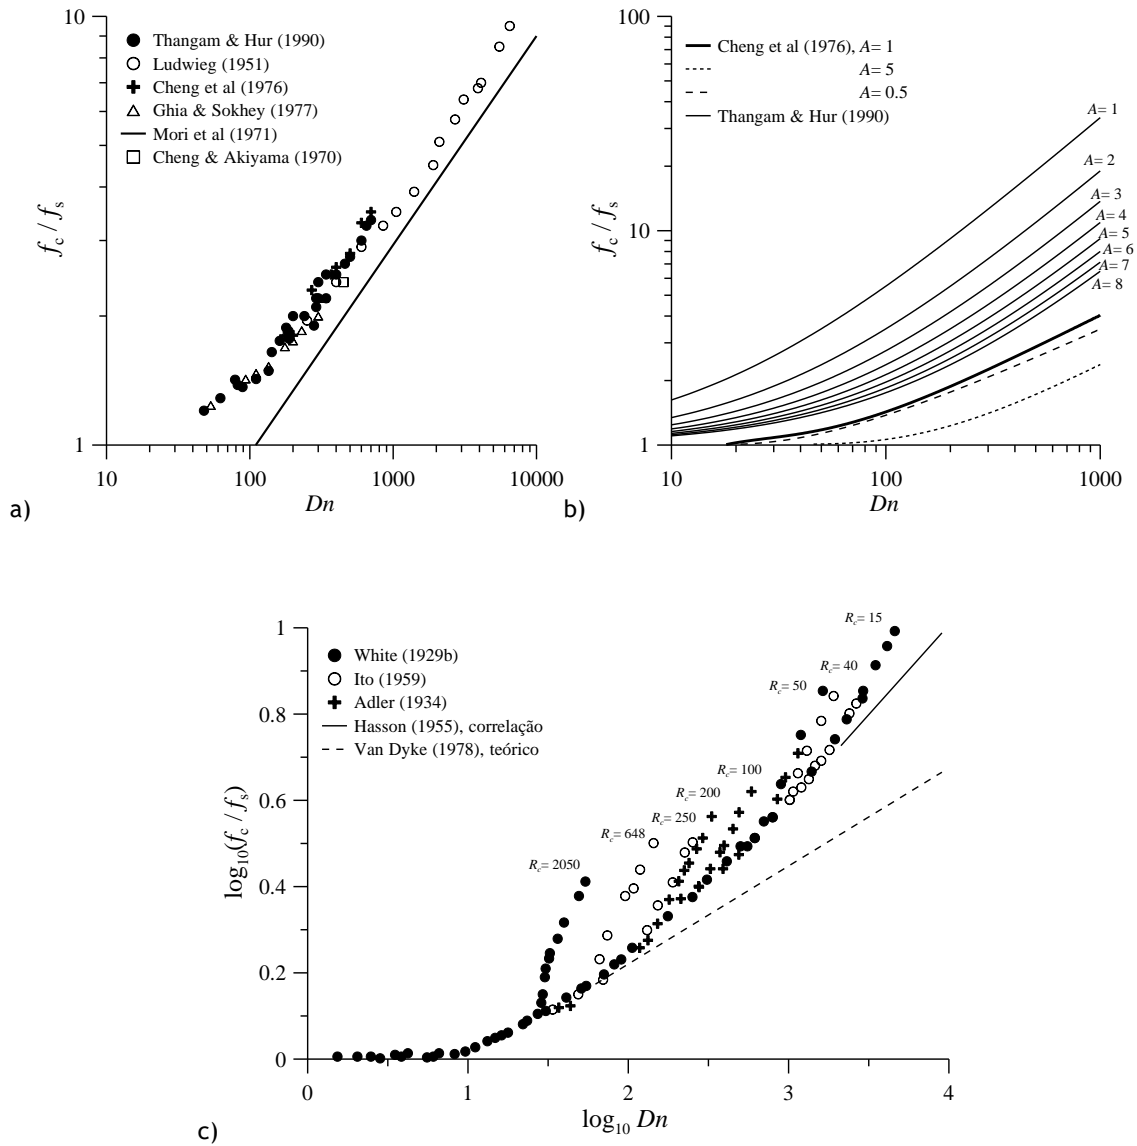 10
Thangam & Hur (1990)
Ludwieg (1951)
Cheng et al (1976)
Ghia & Sokhey (1977)
Mori et al (1971)
Cheng & Akiyama (1970)
f_c / f_s
1
10
100
1000
10000
Dn
a)
100
Cheng et al (1976), A= 1
A= 5
A= 0.5
Thangam & Hur (1990)
A= 1
A= 2
A= 3
A= 4
A= 5
A= 6
A= 7
A= 8
f_c / f_s
10
1
10
100
1000
Dn
b)
1
White (1929b)
Ito (1959)
Adler (1934)
Hasson (1955), correlação
Van Dyke (1978), teórico
R_c= 15
R_c= 40
R_c= 50
R_c= 100
R_c= 200
R_c= 250
R_c= 648
R_c= 2050
0.8
0.6
0.4
0.2
0
log₁₀(f_c / f_s)
0
1
2
3
4
log₁₀ Dn
c)